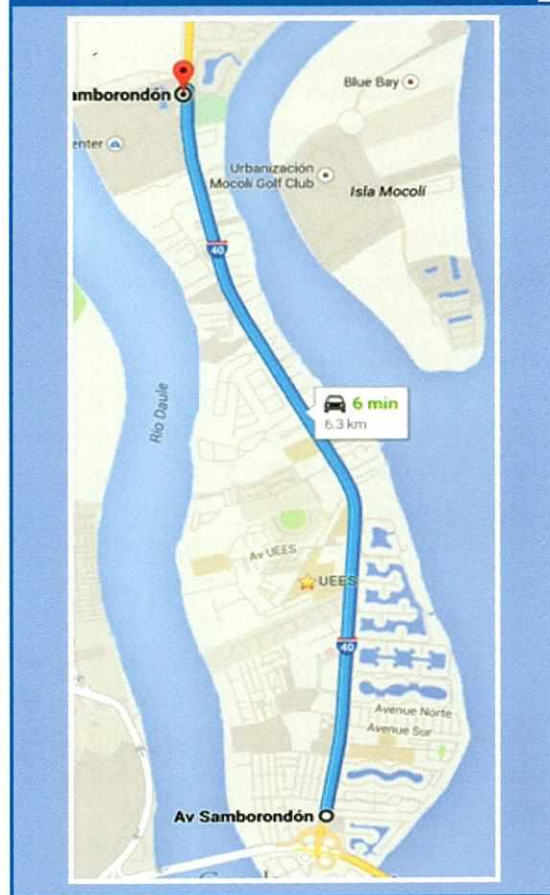 amborondón
Blue Bay
enter
Urbanización
Mocolí Golf Club
Isla Mocolí
40
6 min
6.3 km
Río Daule
Av UEES
UEES
40
Avenue Norte
Avenue Sur
Av Samborondón